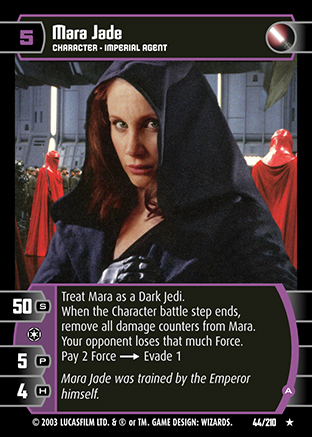 5
Mara Jade
CHARACTER - IMPERIAL AGENT
50 S
5 P
4 H
Treat Mara as a Dark Jedi.
When the Character battle step ends,
remove all damage counters from Mara.
Your opponent loses that much Force.
Pay 2 Force → Evade 1
Mara Jade was trained by the Emperor
himself.
A
© 2003 LUCASFILM LTD. & ® or TM. GAME DESIGN: WIZARDS.
44/210 ★